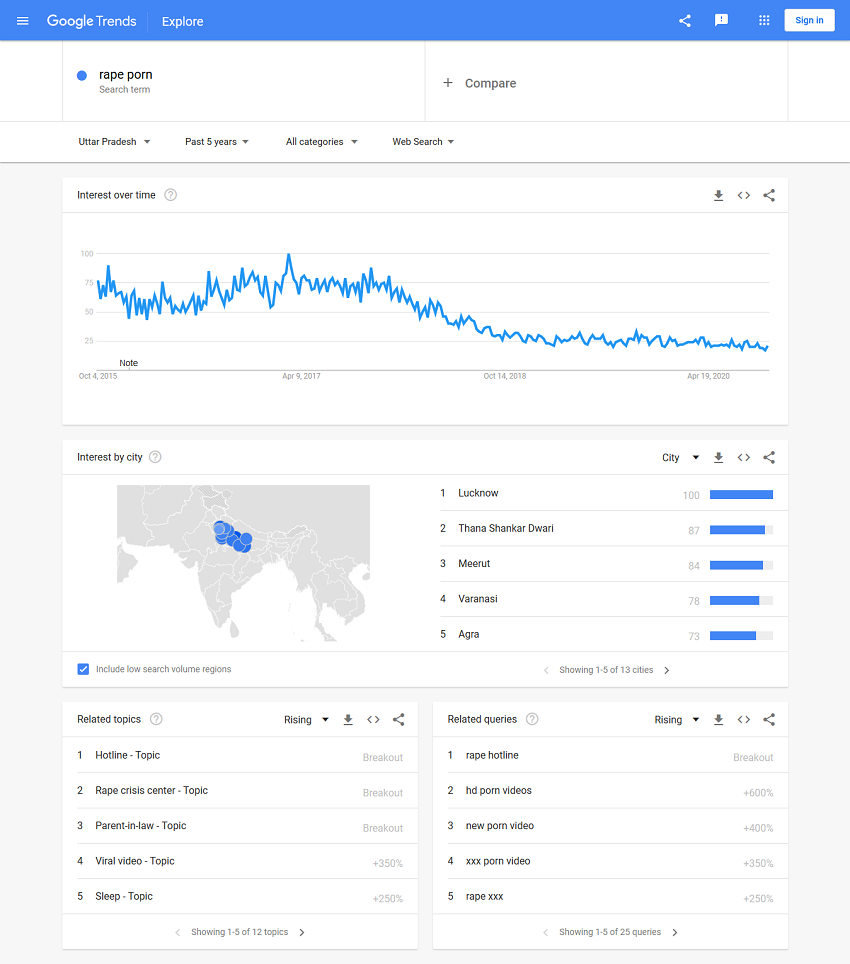 Google Trends Explore Sign in
rape porn
Search term
+ Compare
Uttar Pradesh Past 5 years All categories Web Search
Interest over time
100
75
50
25
Note
Oct 4, 2015 Apr 9, 2017 Oct 14, 2018 Apr 19, 2020
Interest by city City
1 Lucknow 100
2 Thana Shankar Dwari 87
3 Meerut 84
4 Varanasi 78
5 Agra 73
Include low search volume regions Showing 1-5 of 13 cities
Related topics Rising
1 Hotline - Topic Breakout
2 Rape crisis center - Topic Breakout
3 Parent-in-law - Topic Breakout
4 Viral video - Topic +350%
5 Sleep - Topic +250%
Showing 1-5 of 12 topics
Related queries Rising
1 rape hotline Breakout
2 hd porn videos +600%
3 new porn video +400%
4 xxx porn video +350%
5 rape xxx +250%
Showing 1-5 of 25 queries